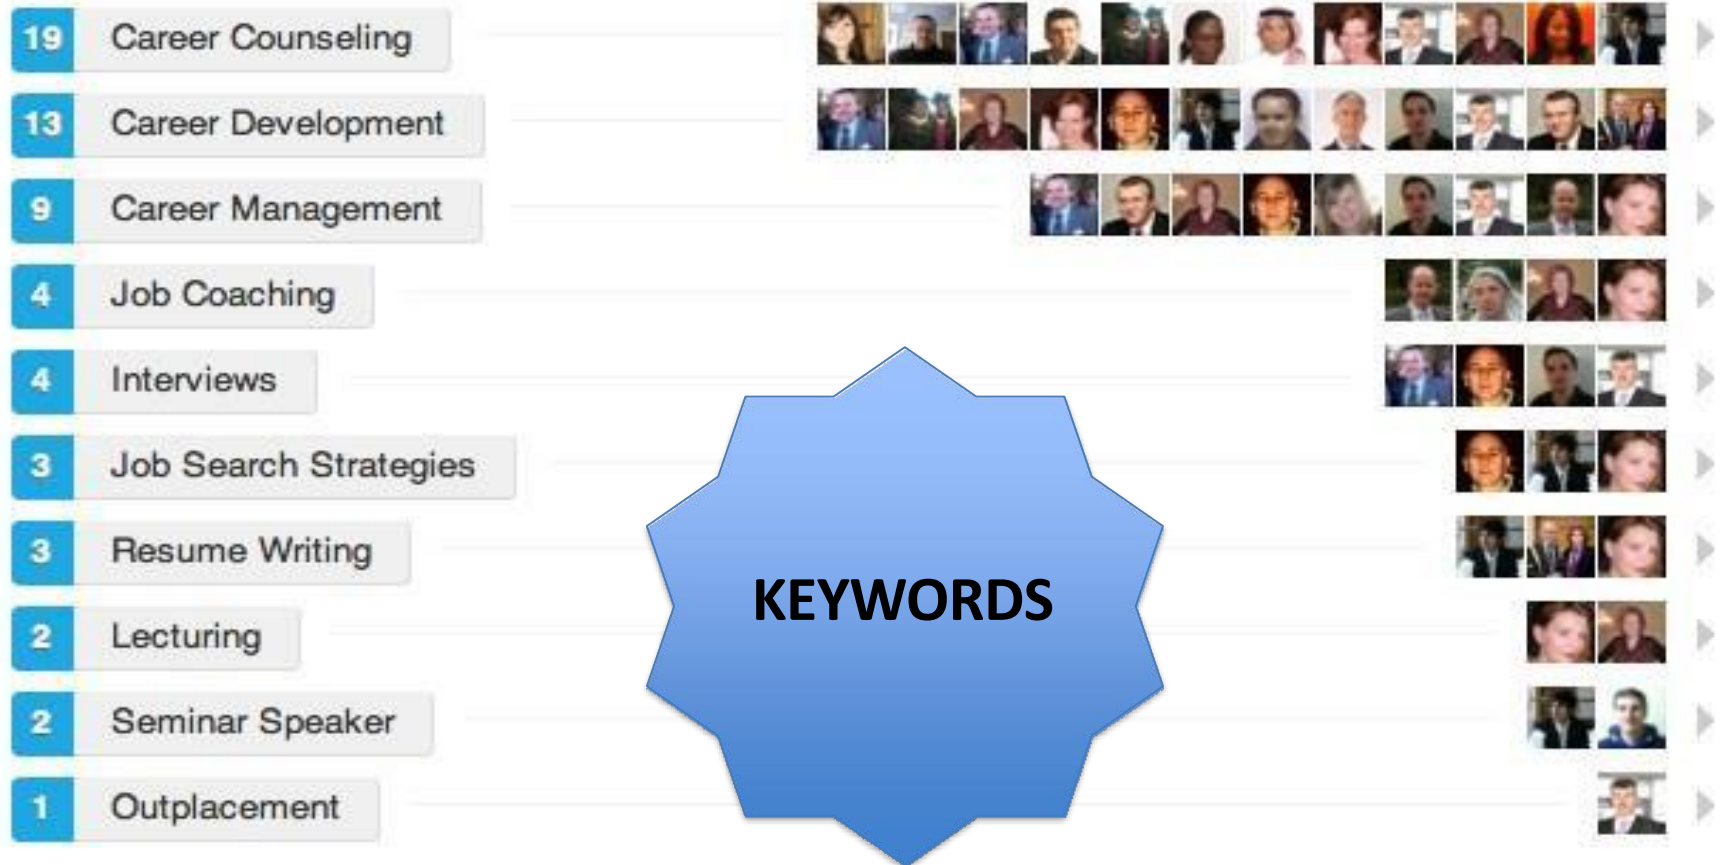 19 Career Counseling
13 Career Development
9 Career Management
4 Job Coaching
4 Interviews
3 Job Search Strategies
3 Resume Writing
KEYWORDS
2 Lecturing
2 Seminar Speaker
1 Outplacement